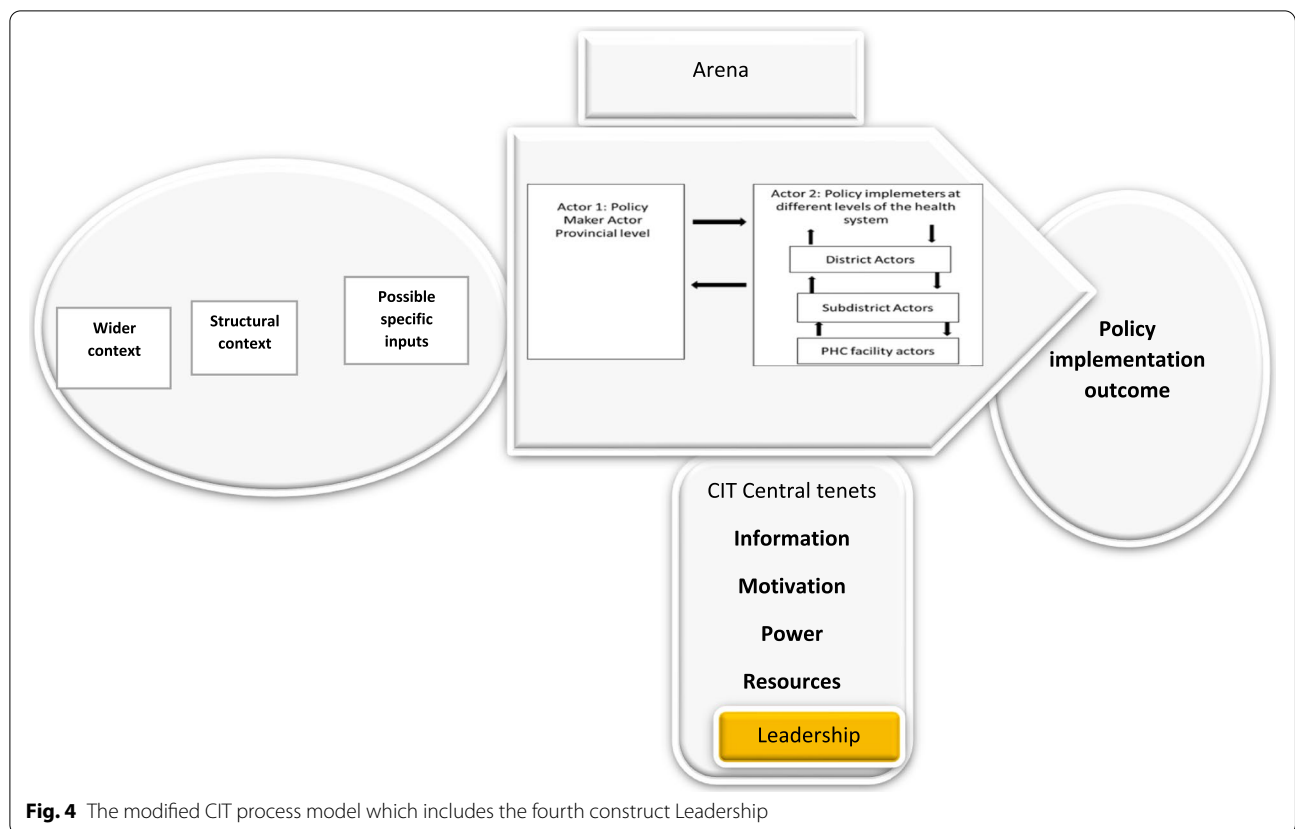 Arena
Wider
context
Structural
context
Possible
specific
inputs
Actor 1: Policy
Maker Actor
Provincial level
Actor 2: Policy implemeters at
different levels of the health
system
District Actors
Subdistrict Actors
PHC facility actors
Policy
implementation
outcome
CIT Central tenets
Information
Motivation
Power
Resources
Leadership
Fig. 4 The modified CIT process model which includes the fourth construct Leadership